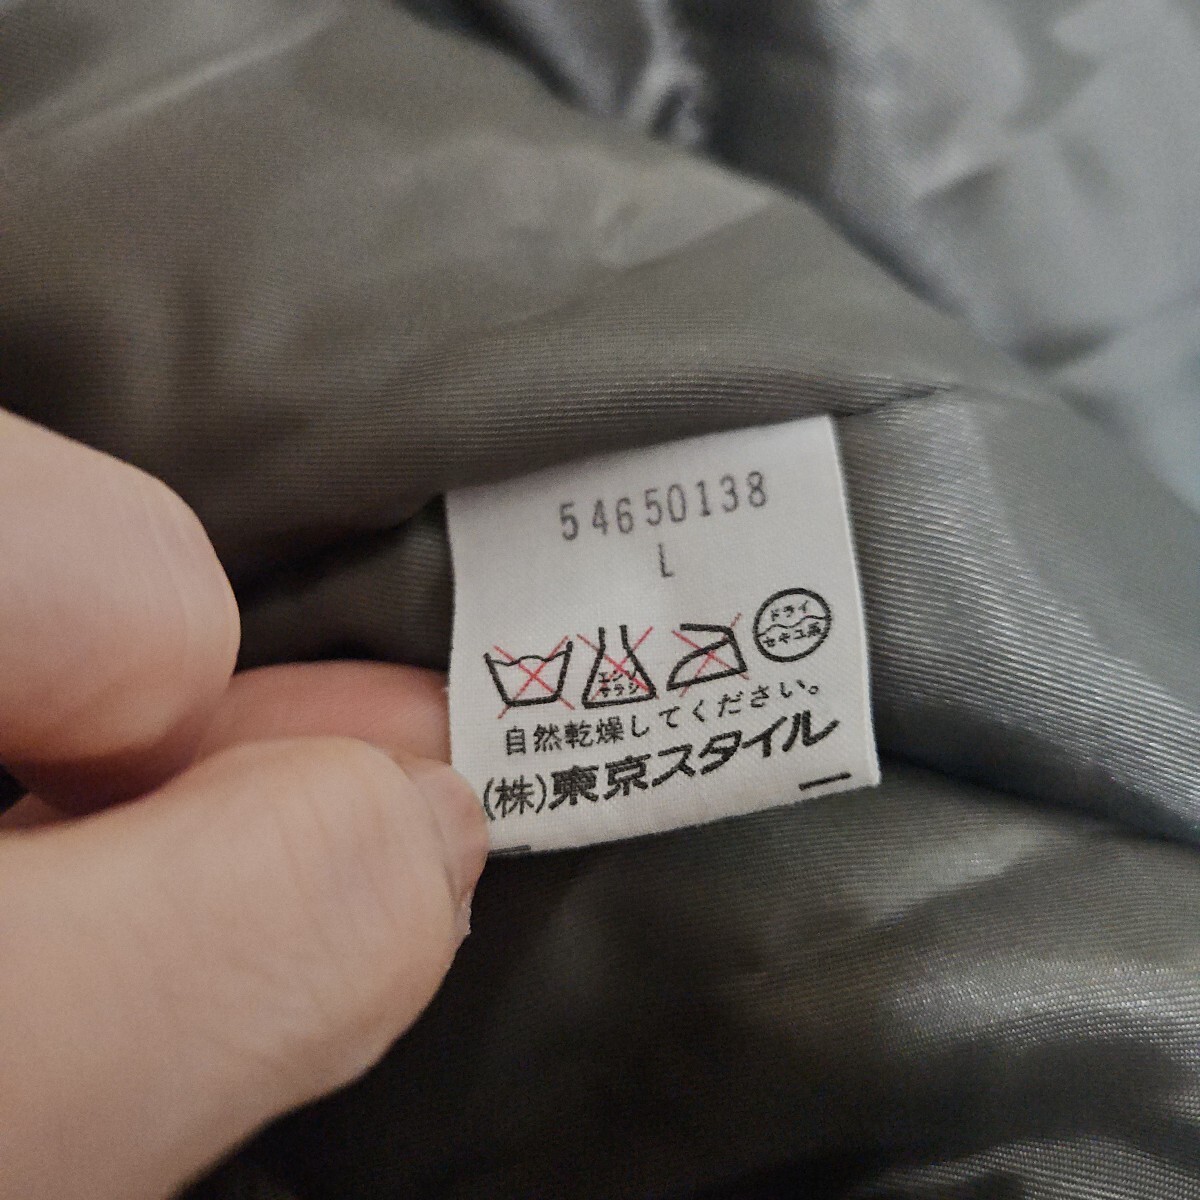 54650138
L
エンソ
サラシ
ドライ
セキユ系
自然乾燥してください。
(株)東京スタイル